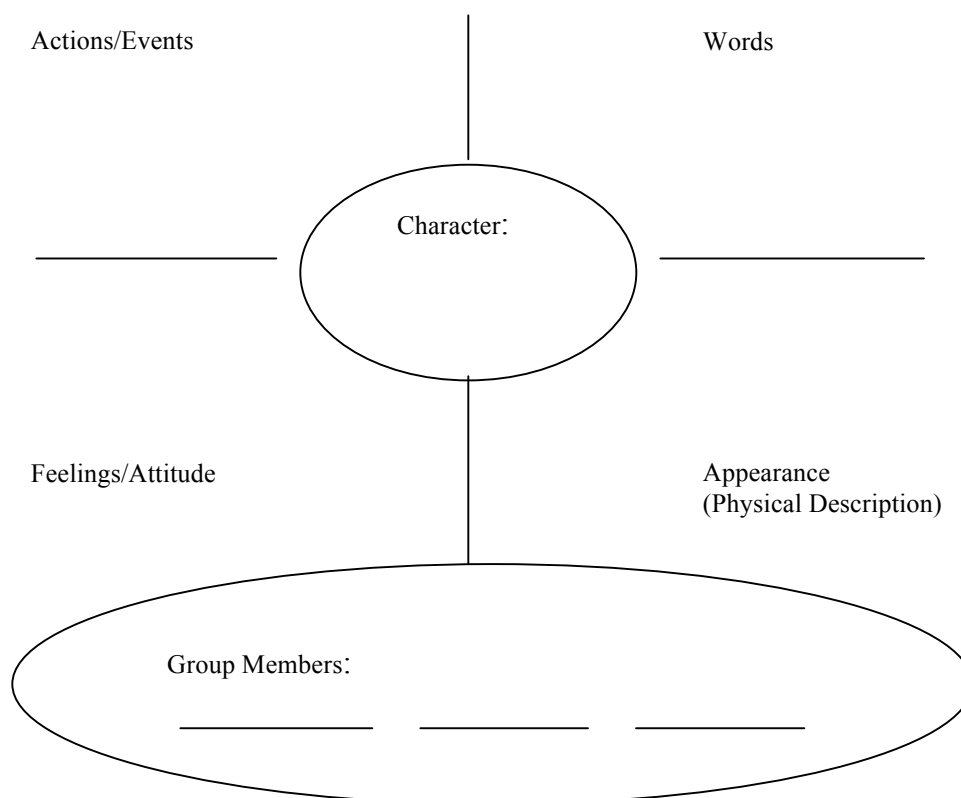 Actions/Events
Words
Character:
Feelings/Attitude
Appearance
(Physical Description)
Group Members: